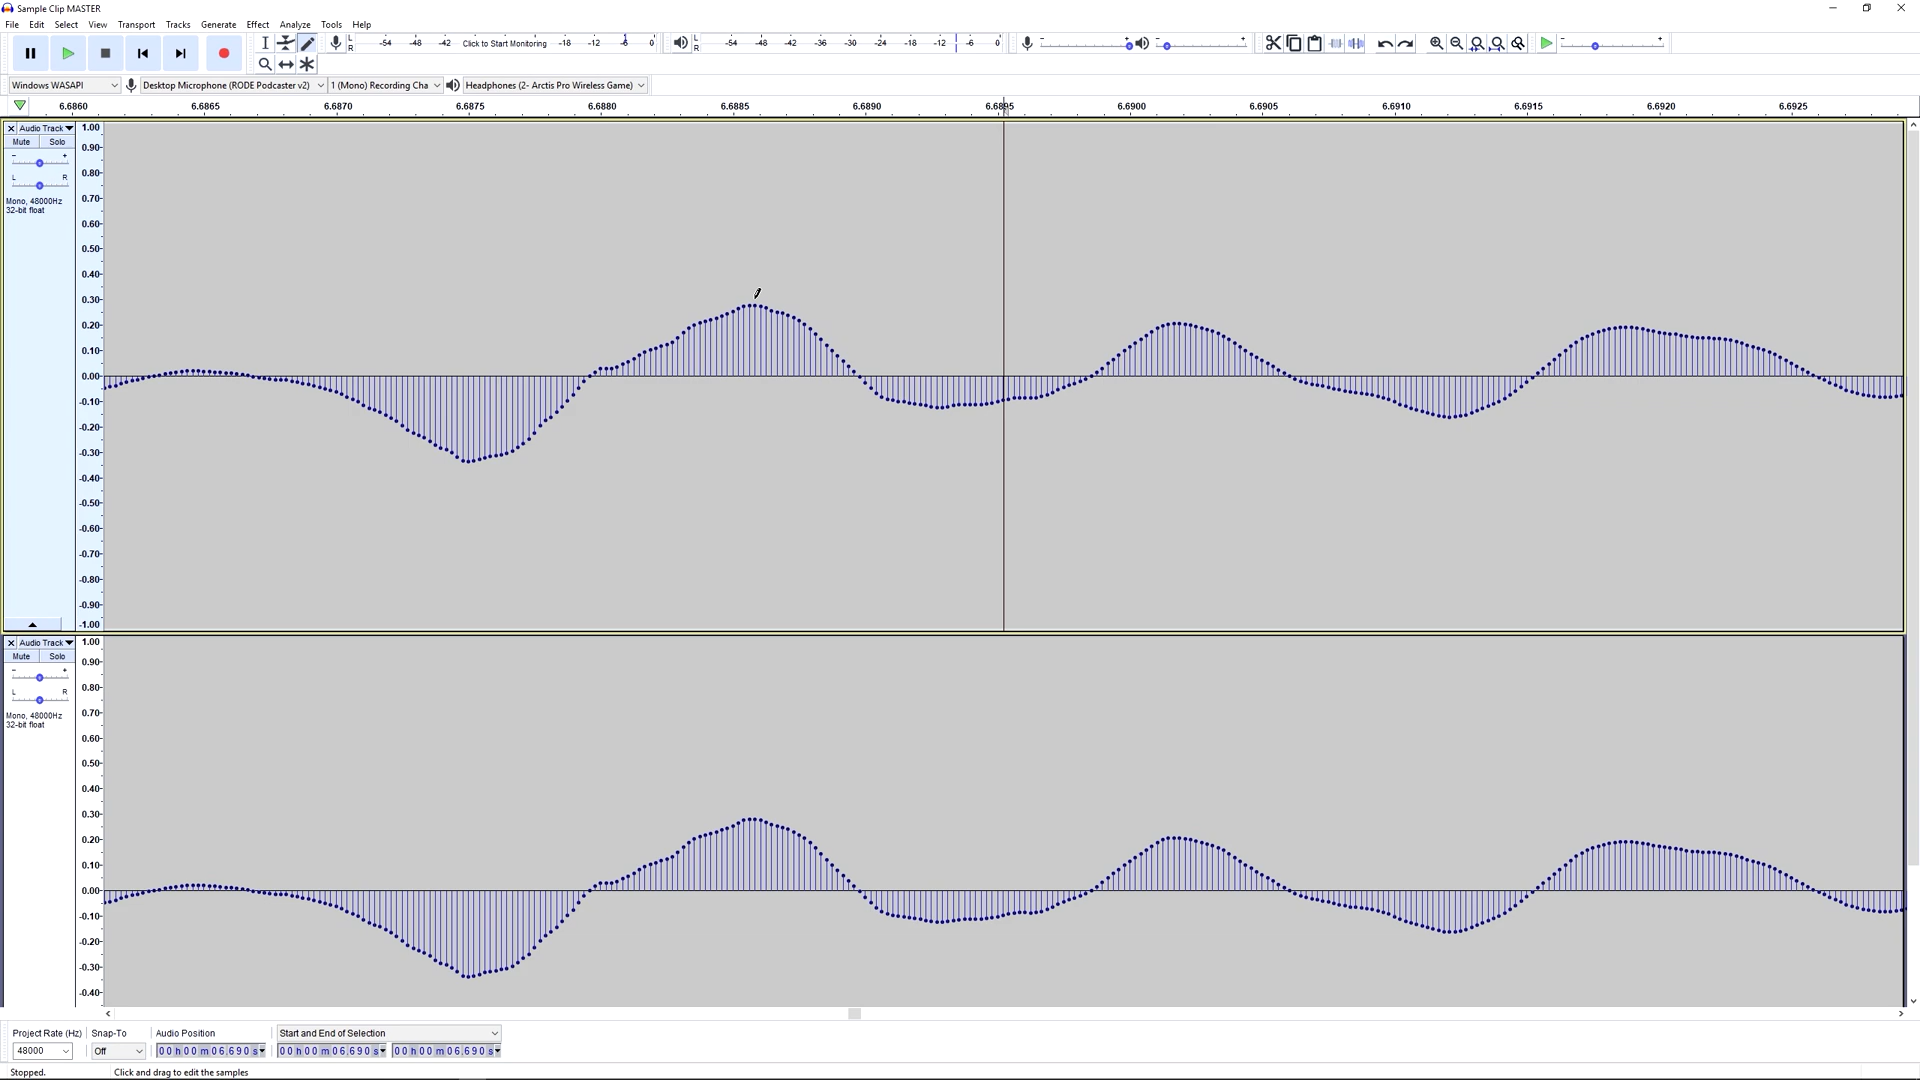 Sample Clip MASTER
File Edit Select View Transport Tracks Generate Effect Analyze Tools Help
L R -54 -48 -42 Click to Start Monitoring -18 -12 -6 0 L R -54 -48 -42 -36 -30 -24 -18 -12 -6 0 - + - + - +
Windows WASAPI Desktop Microphone (RODE Podcaster v2) 1 (Mono) Recording Cha Headphones (2- Arctis Pro Wireless Game)
6.6860 6.6865 6.6870 6.6875 6.6880 6.6885 6.6890 6.6895 6.6900 6.6905 6.6910 6.6915 6.6920 6.6925
Audio Track
Mute Solo
- +
L R
Mono, 48000Hz
32-bit float
1.00
0.90
0.80
0.70
0.60
0.50
0.40
0.30
0.20
0.10
0.00
-0.10
-0.20
-0.30
-0.40
-0.50
-0.60
-0.70
-0.80
-0.90
-1.00
Audio Track
Mute Solo
- +
L R
Mono, 48000Hz
32-bit float
1.00
0.90
0.80
0.70
0.60
0.50
0.40
0.30
0.20
0.10
0.00
-0.10
-0.20
-0.30
-0.40
Project Rate (Hz) Snap-To Audio Position Start and End of Selection
48000 Off 00 h 00 m 06.690 s 00 h 00 m 06.690 s 00 h 00 m 06.690 s
Stopped. Click and drag to edit the samples